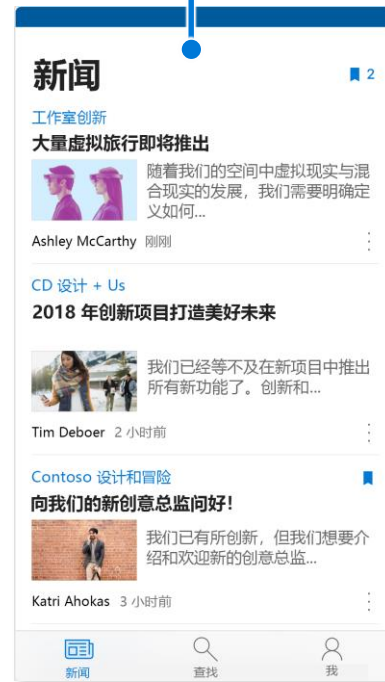 新闻
2
工作室创新
大量虚拟旅行即将推出
随着我们的空间中虚拟现实与混
合现实的发展，我们需要明确定
义如何...
Ashley McCarthy 刚刚
CD 设计 + Us
2018 年创新项目打造美好未来
我们已经等不及在新项目中推出
所有新功能了。创新和...
Tim Deboer 2 小时前
Contoso 设计和冒险
向我们的新创意总监问好！
我们已有所创新，但我们想要介
绍和欢迎新的创意总监...
Katri Ahokas 3 小时前
新闻 查找 我